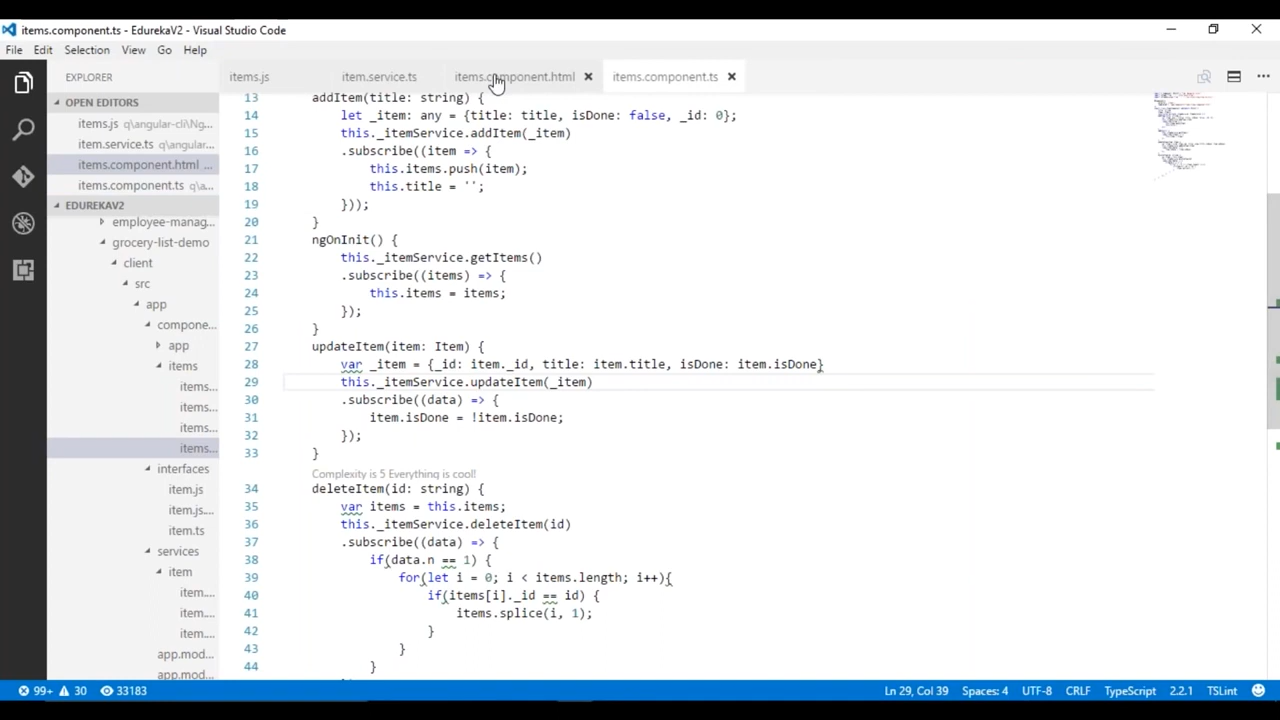 items.component.ts - EdurekaV2 - Visual Studio Code
File Edit Selection View Go Help
EXPLORER
OPEN EDITORS
items.js q\angular-cli\Ng...
item.service.ts q\angular...
items.component.html ...
items.component.ts q\a...
EDUREKAV2
employee-manag...
grocery-list-demo
client
src
app
compone...
app
items
items...
items...
items...
items...
interfaces
item.js
item.js....
item.ts
services
item
item....
item....
item....
app.mod...
app.mod...
items.js item.service.ts items.component.html items.component.ts
13 addItem(title: string) {
14 let _item: any = {title: title, isDone: false, _id: 0};
15 this._itemService.addItem(_item)
16 .subscribe((item => {
17 this.items.push(item);
18 this.title = '';
19 }));
20 }
21 ngOnInit() {
22 this._itemService.getItems()
23 .subscribe((items) => {
24 this.items = items;
25 });
26 }
27 updateItem(item: Item) {
28 var _item = {_id: item._id, title: item.title, isDone: item.isDone}
29 this._itemService.updateItem(_item)
30 .subscribe((data) => {
31 item.isDone = !item.isDone;
32 });
33 }
Complexity is 5 Everything is cool!
34 deleteItem(id: string) {
35 var items = this.items;
36 this._itemService.deleteItem(id)
37 .subscribe((data) => {
38 if(data.n == 1) {
39 for(let i = 0; i < items.length; i++){
40 if(items[i]._id == id) {
41 items.splice(i, 1);
42 }
43 }
44 }
99+ 30 33183 Ln 29, Col 39 Spaces: 4 UTF-8 CRLF TypeScript 2.2.1 TSLint